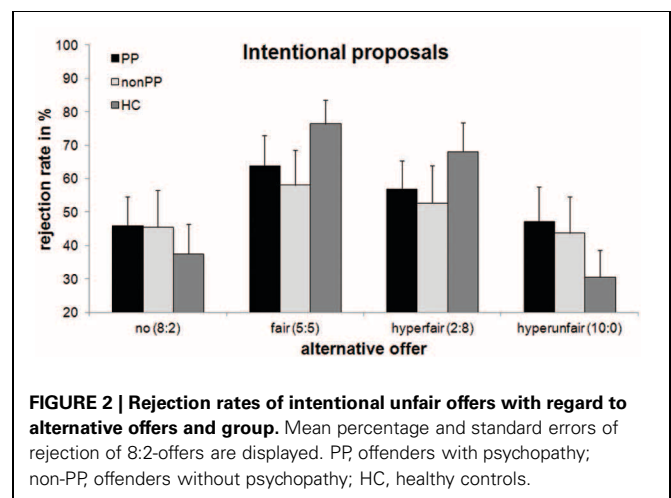 Intentional proposals
100
90
80
70
60
50
40
30
20
rejection rate in %
PP
nonPP
HC
no (8:2)
fair (5:5)
hyperfair (2:8)
hyperunfair (10:0)
alternative offer
FIGURE 2 | Rejection rates of intentional unfair offers with regard to
alternative offers and group. Mean percentage and standard errors of
rejection of 8:2-offers are displayed. PP, offenders with psychopathy;
non-PP, offenders without psychopathy; HC, healthy controls.